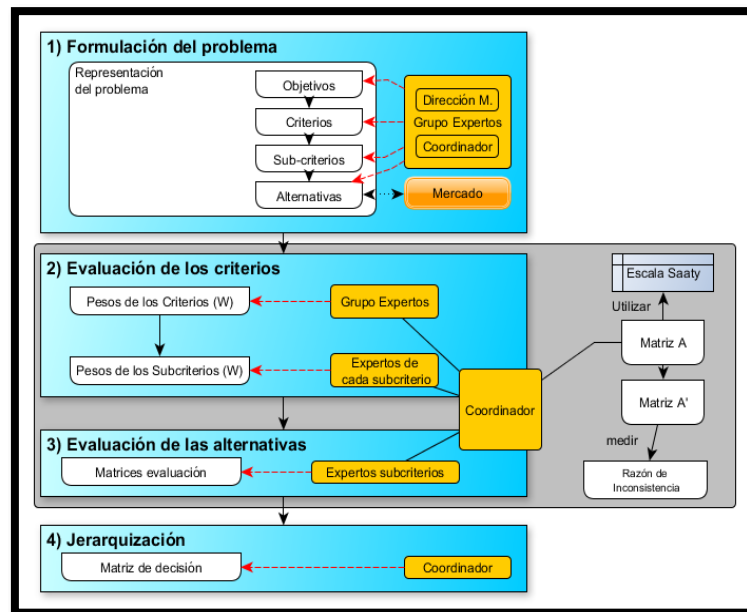 1) Formulación del problema
Representación
del problema
Objetivos
Criterios
Sub-criterios
Alternativas
Dirección M.
Grupo Expertos
Coordinador
Mercado
2) Evaluación de los criterios
Pesos de los Criterios (W)
Grupo Expertos
Pesos de los Subcriterios (W)
Expertos de
cada subcriterio
Coordinador
Escala Saaty
Utilizar
Matriz A
Matriz A'
medir
Razón de
Inconsistencia
3) Evaluación de las alternativas
Matrices evaluación
Expertos subcriterios
4) Jerarquización
Matriz de decisión
Coordinador